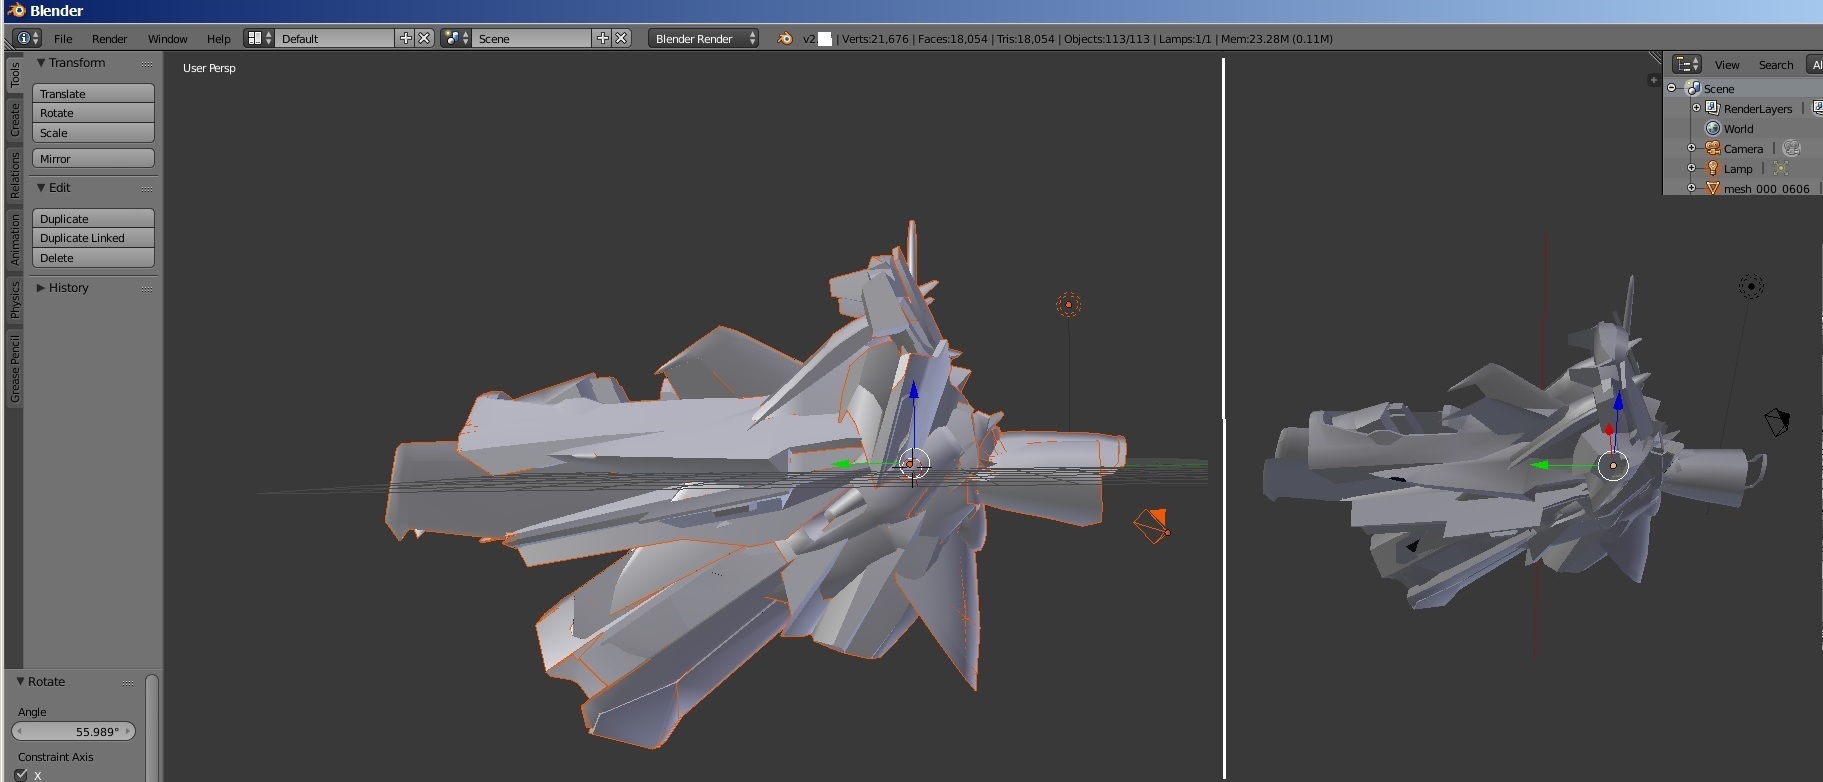 Blender
File Render Window Help Default Scene Blender Render v2 | Verts:21,676 | Faces:18,054 | Tris:18,054 | Objects:113/113 | Lamps:1/1 | Mem:23.28M (0.11M)
Tools
Create
Relations
Animation
Physics
Grease Pencil
Transform
Translate
Rotate
Scale
Mirror
Edit
Duplicate
Duplicate Linked
Delete
History
Rotate
Angle
55.989°
Constraint Axis
X
User Persp
View Search Al
Scene
RenderLayers |
World
Camera |
Lamp |
mesh_000_0606 |